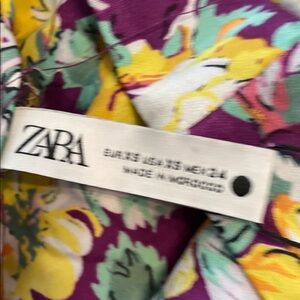 ZARA
EUR XS USA XS MEX 24
MADE IN MOROCCO